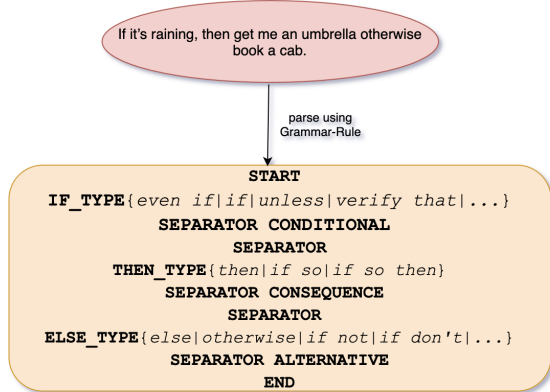 If it's raining, then get me an umbrella otherwise
book a cab.
parse using
Grammar-Rule
START
IF_TYPE{even if|if|unless|verify that|...}
SEPARATOR CONDITIONAL
SEPARATOR
THEN_TYPE{then|if so|if so then}
SEPARATOR CONSEQUENCE
SEPARATOR
ELSE_TYPE{else|otherwise|if not|if don't|...}
SEPARATOR ALTERNATIVE
END